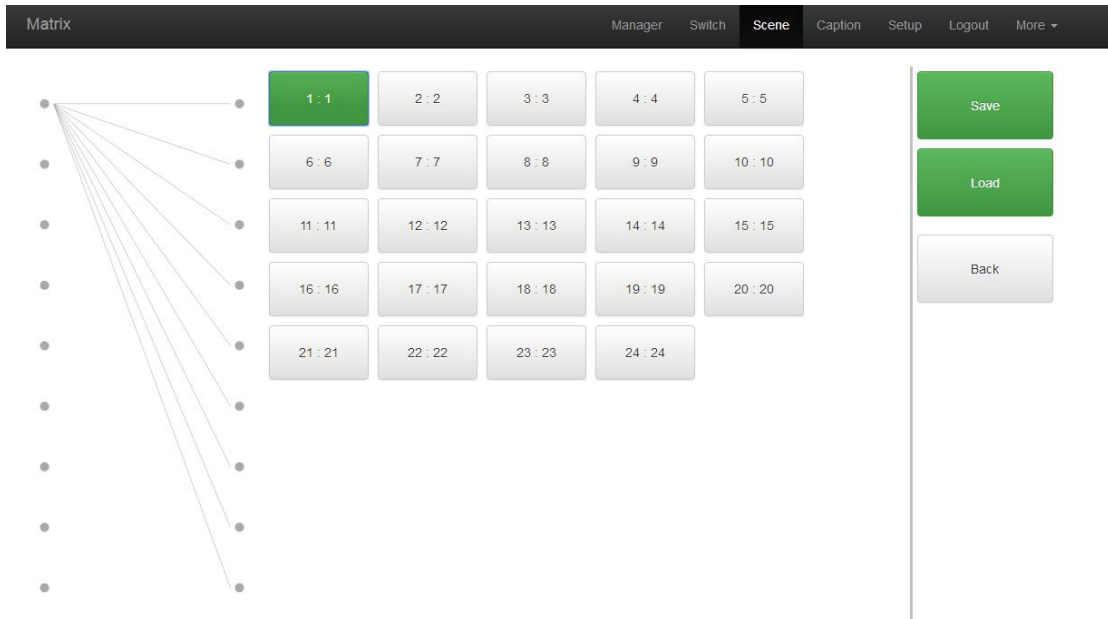 Matrix Manager Switch Scene Caption Setup Logout More
1 : 1 2 : 2 3 : 3 4 : 4 5 : 5 Save
6 : 6 7 : 7 8 : 8 9 : 9 10 : 10 Load
11 : 11 12 : 12 13 : 13 14 : 14 15 : 15
16 : 16 17 : 17 18 : 18 19 : 19 20 : 20 Back
21 : 21 22 : 22 23 : 23 24 : 24